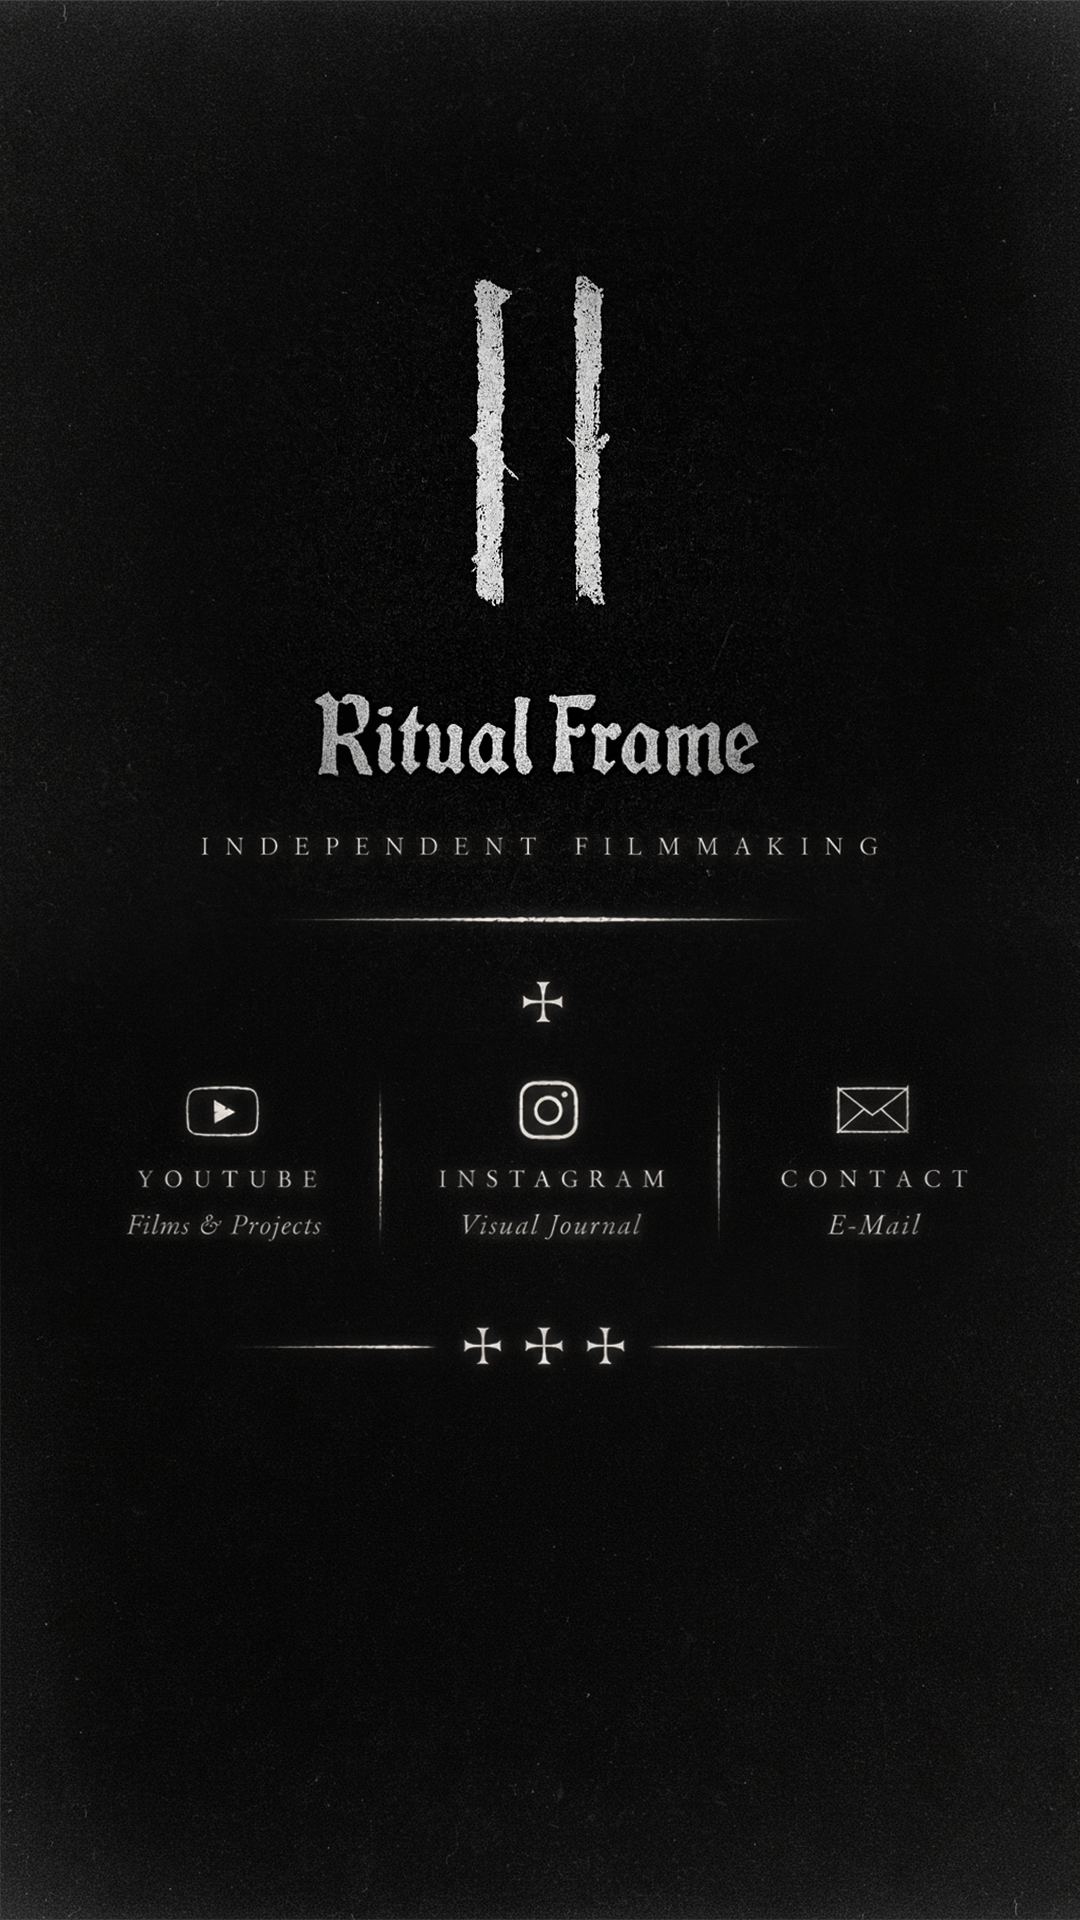 Ritual Frame
INDEPENDENT FILMMAKING
YOUTUBE
Films & Projects
INSTAGRAM
Visual Journal
CONTACT
E-Mail